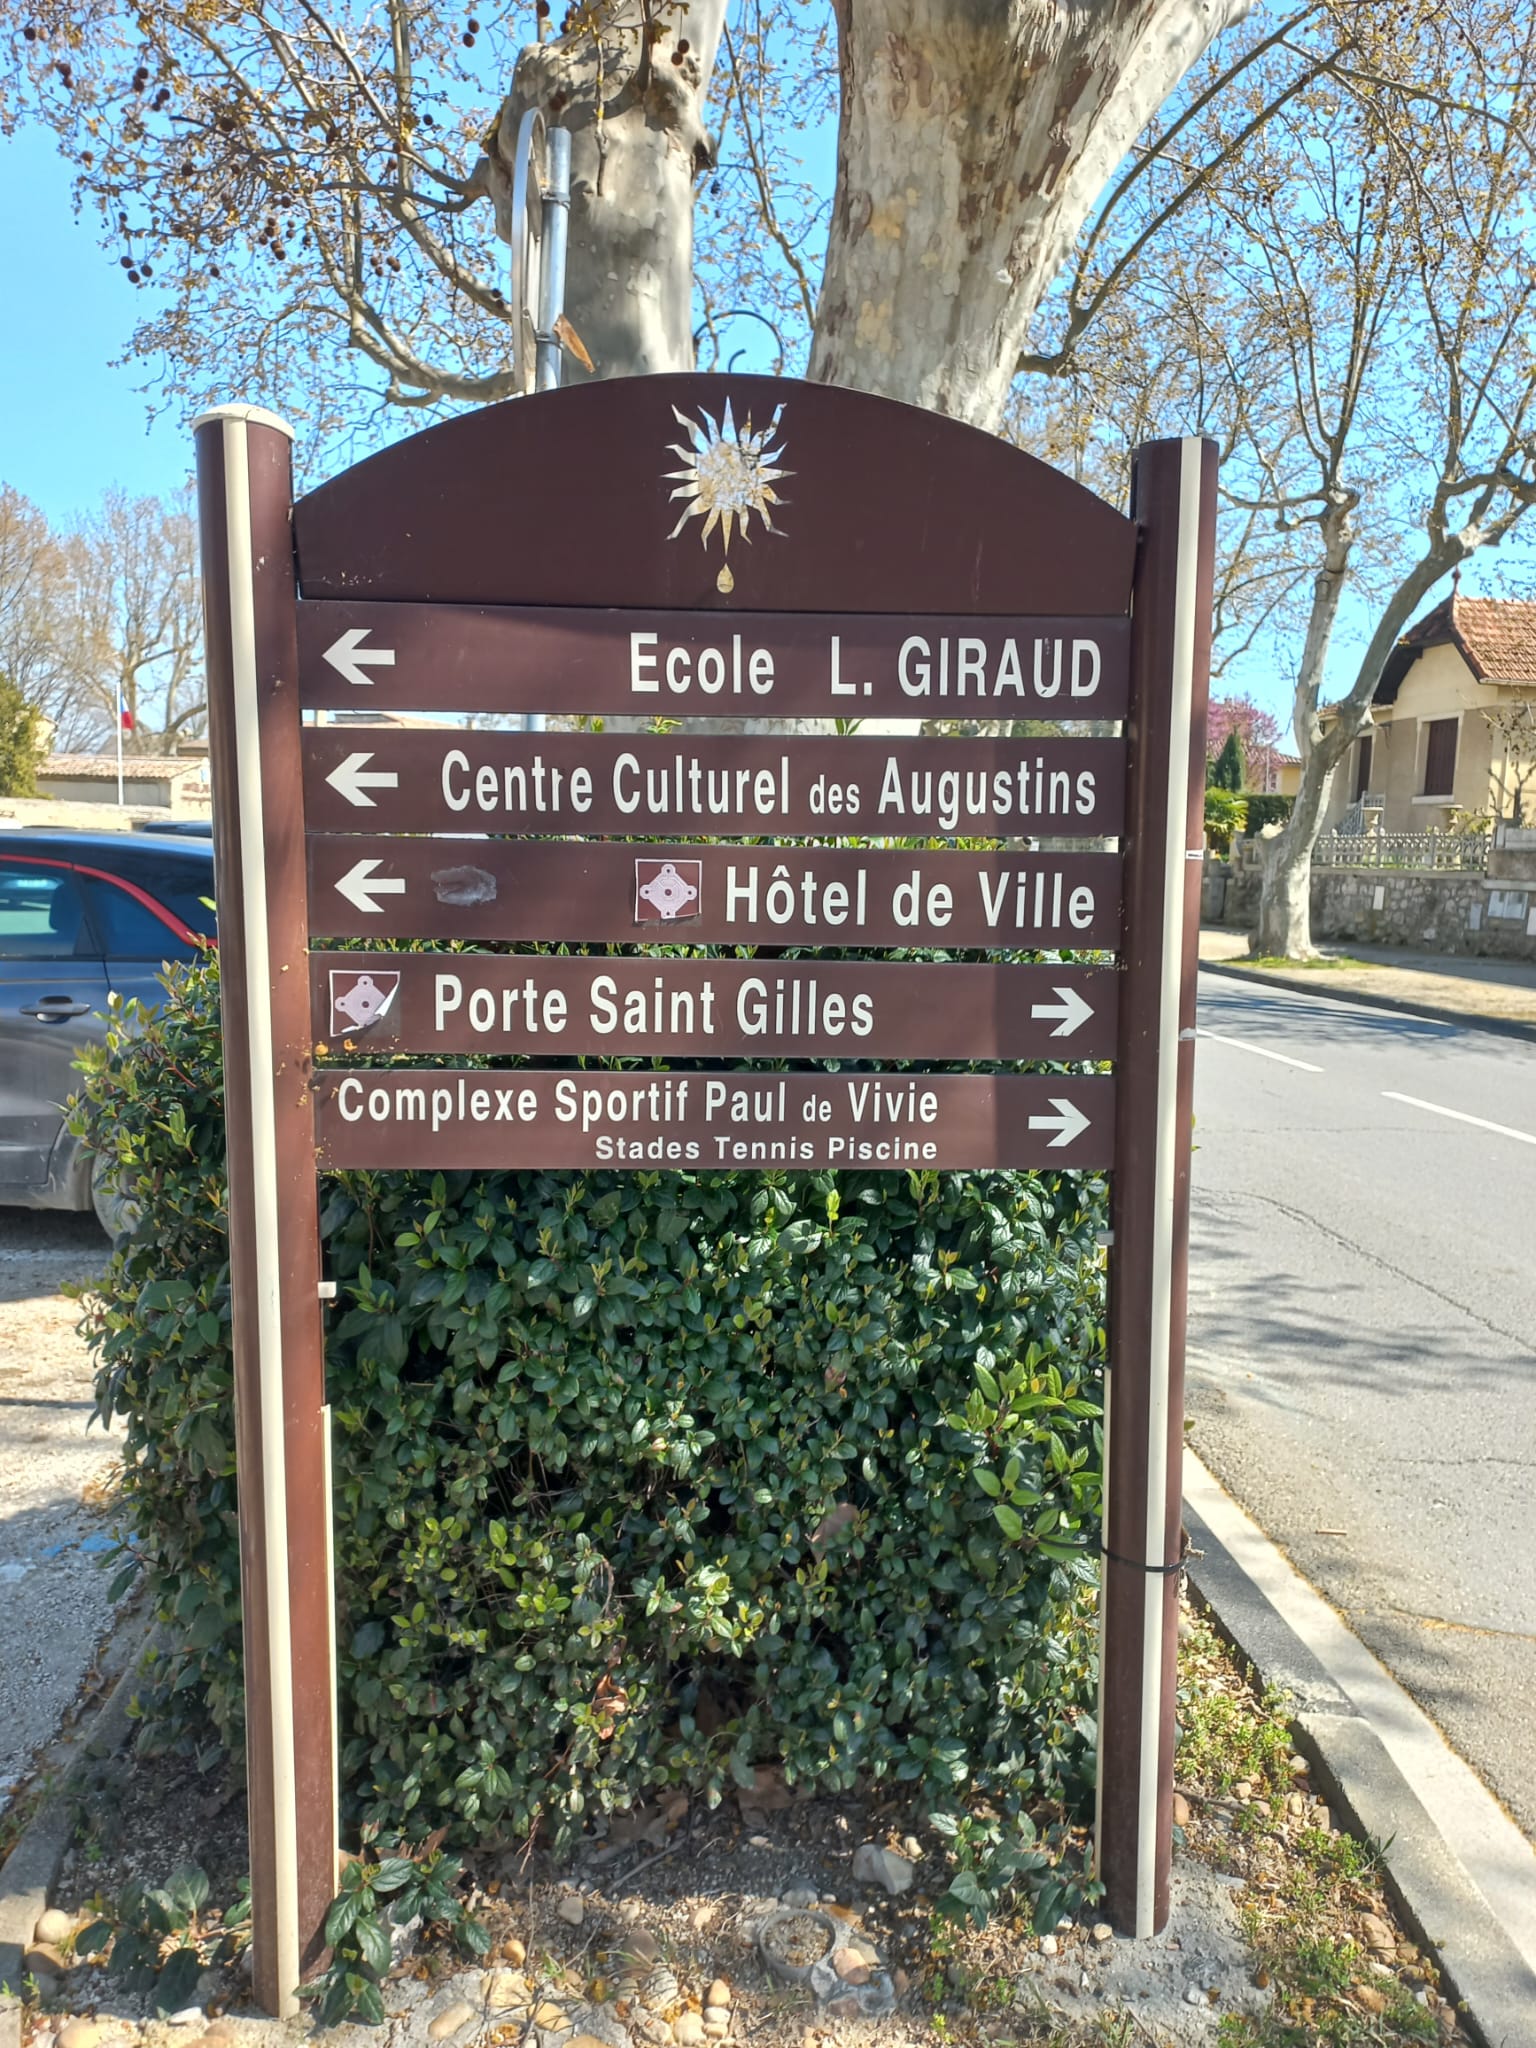 Ecole L. GIRAUD
Centre Culturel des Augustins
Hôtel de Ville
Porte Saint Gilles
Complexe Sportif Paul de Vivie
Stades Tennis Piscine